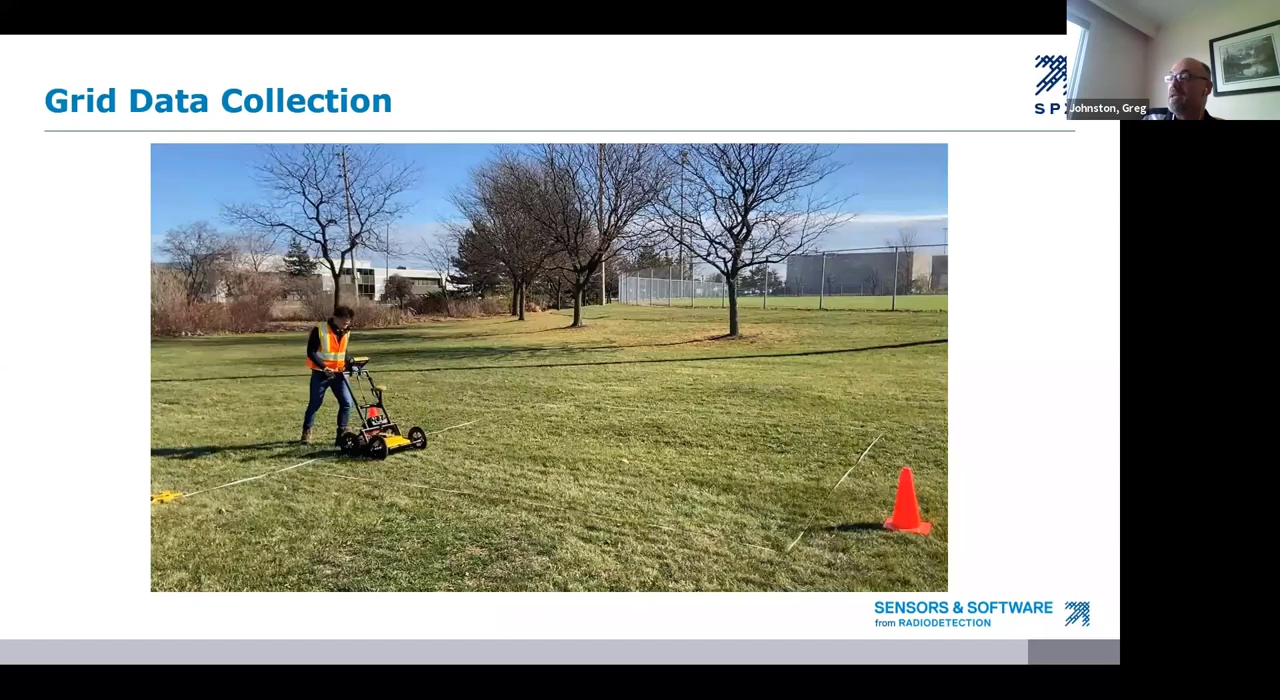 Grid Data Collection
SP
Johnston, Greg
SENSORS & SOFTWARE
from RADIODETECTION